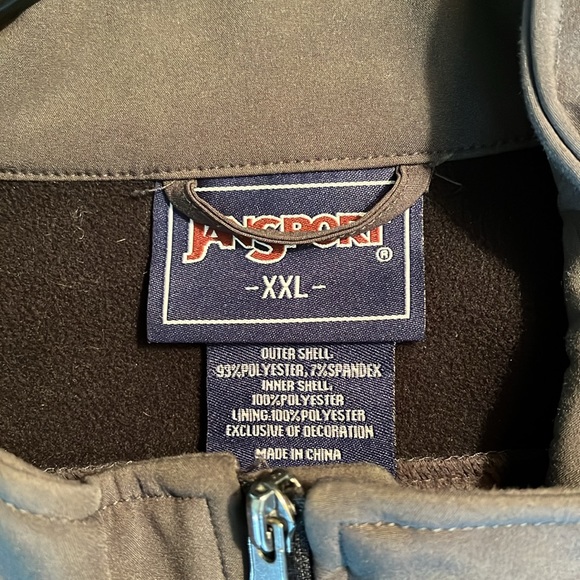 JANSPORT®
-XXL-
OUTER SHELL:
93%POLYESTER, 7%SPANDEX
INNER SHELL:
100%POLYESTER
LINING:100%POLYESTER
EXCLUSIVE OF DECORATION
MADE IN CHINA